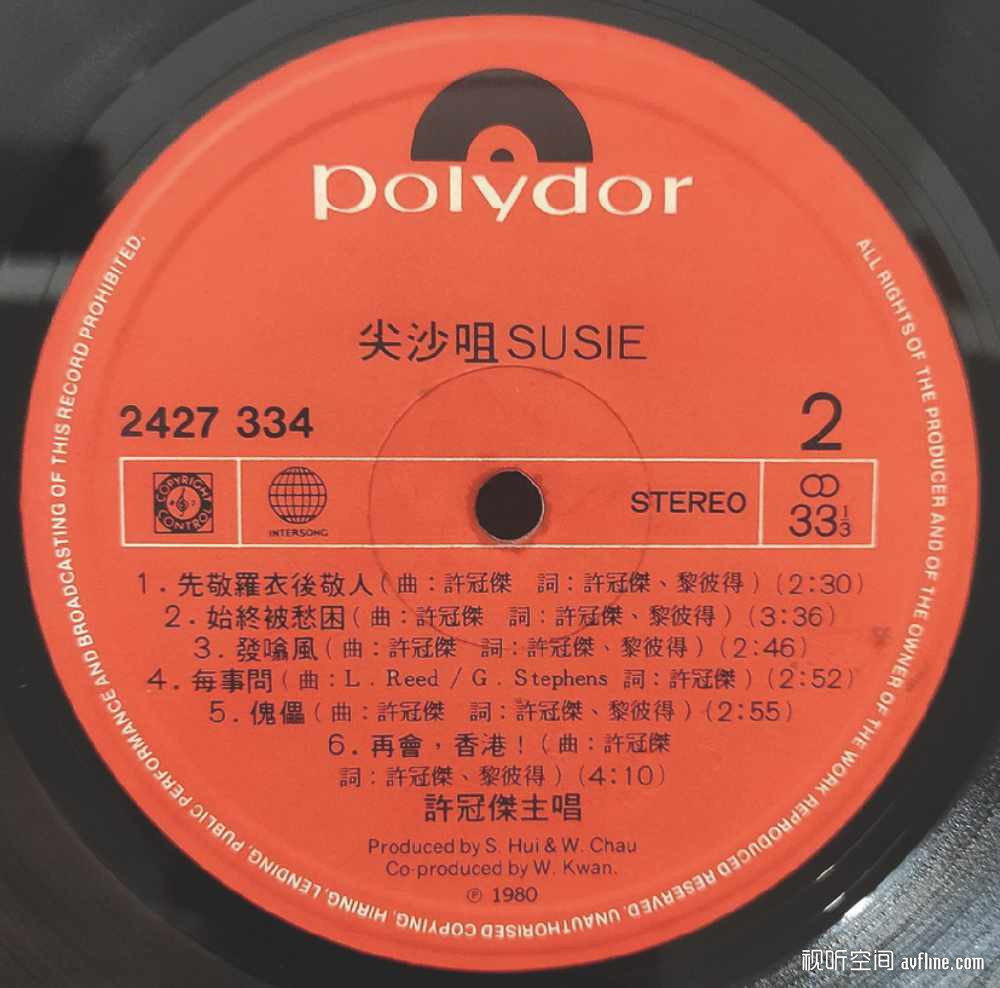 polydor
尖沙咀SUSIE
2427 334
2
COPYRIGHT CONTROL
INTERSONG
STEREO
33⅓
1.先敬羅衣後敬人(曲:許冠傑 詞:許冠傑、黎彼得)(2:30)
2.始終被愁困(曲:許冠傑 詞:許冠傑、黎彼得)(3:36)
3.發噏風(曲:許冠傑 詞:許冠傑、黎彼得)(2:46)
4.每事問(曲:L. Reed / G. Stephens 詞:許冠傑)(2:52)
5.傀儡(曲:許冠傑 詞:許冠傑、黎彼得)(2:55)
6.再會,香港!(曲:許冠傑
詞:許冠傑、黎彼得)(4:10)
許冠傑主唱
Produced by S. Hui & W. Chau
Co-produced by W. Kwan.
℗ 1980
ALL RIGHTS OF THE PRODUCER AND OF THE OWNER OF THE WORK REPRODUCED RESERVED. UNAUTHORISED COPYING, HIRING, LENDING, PUBLIC PERFORMANCE AND BROADCASTING OF THIS RECORD PROHIBITED.
视听空间 avfline.com